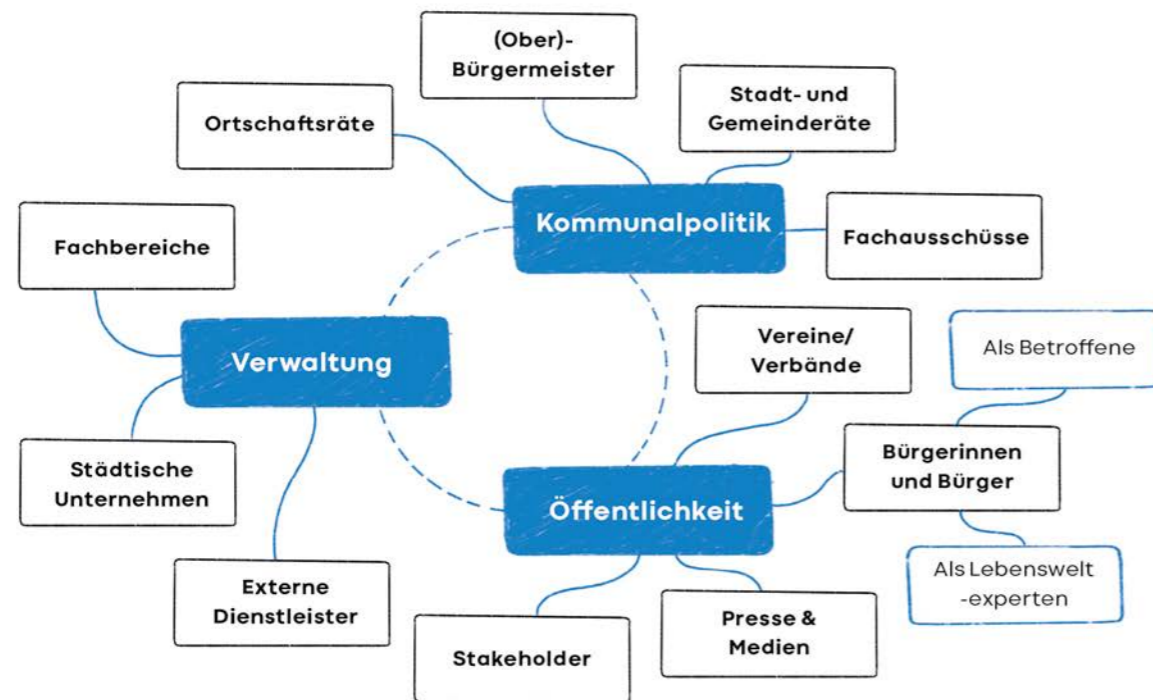 (Ober)-
Bürgermeister
Stadt- und
Gemeinderäte
Ortschaftsräte
Kommunalpolitik
Fachausschüsse
Fachbereiche
Verwaltung
Vereine/
Verbände
Als Betroffene
Städtische
Unternehmen
Bürgerinnen
und Bürger
Öffentlichkeit
Als Lebenswelt
-experten
Externe
Dienstleister
Stakeholder
Presse &
Medien